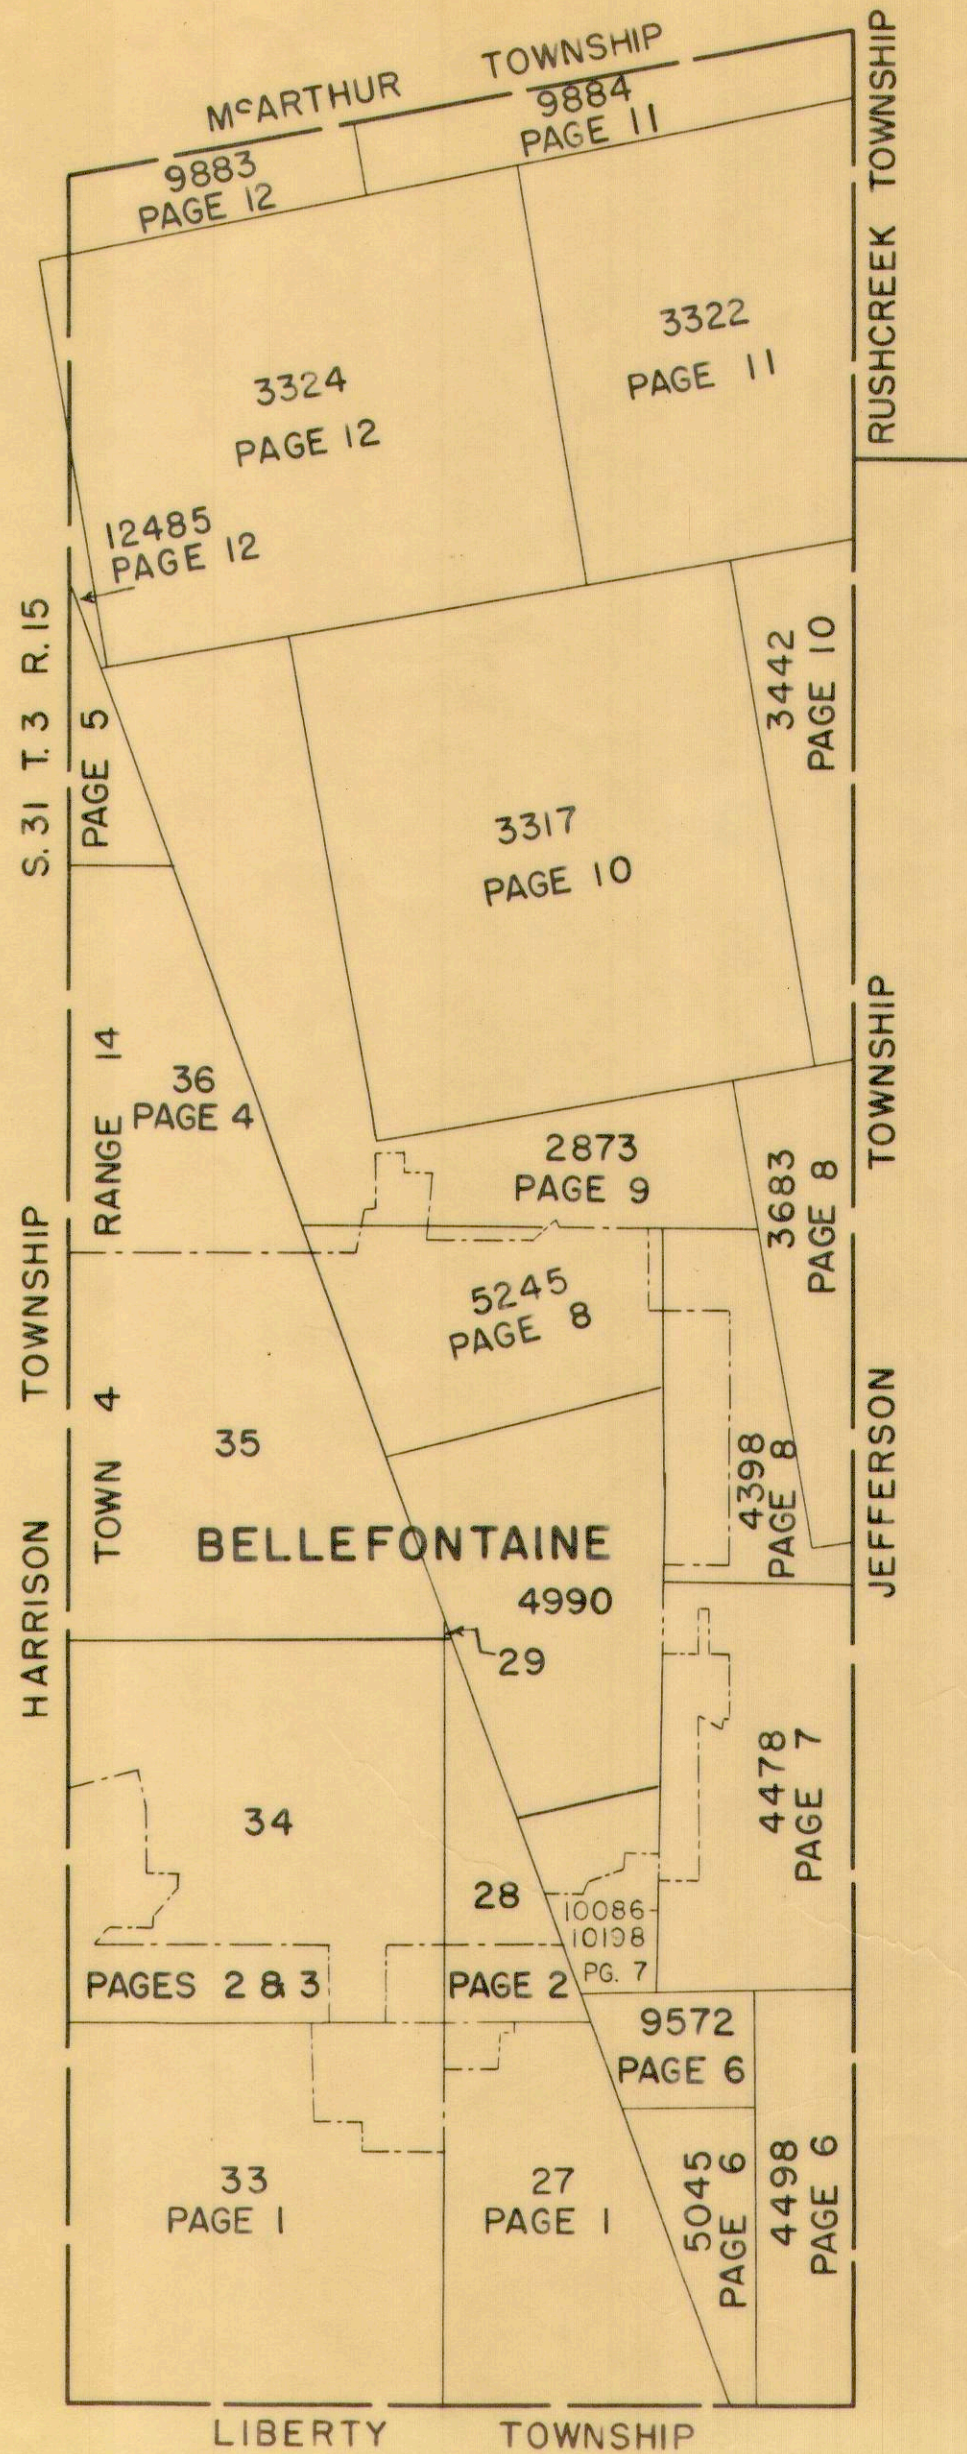 McARTHUR TOWNSHIP
9884
PAGE 11
9883
PAGE 12
RUSHCREEK TOWNSHIP
3322
PAGE 11
3324
PAGE 12
12485
PAGE 12
S. 31 T. 3 R. 15
PAGE 5
3442
PAGE 10
3317
PAGE 10
36
PAGE 4
TOWN 4 RANGE 14
2873
PAGE 9
3683
PAGE 8
JEFFERSON TOWNSHIP
HARRISON TOWNSHIP
5245
PAGE 8
35
4398
PAGE 8
BELLEFONTAINE
4990
29
34
4478
PAGE 7
28
10086-
10198
PG. 7
PAGES 2 & 3
PAGE 2
9572
PAGE 6
33
PAGE 1
27
PAGE 1
5045
PAGE 6
4498
PAGE 6
LIBERTY TOWNSHIP